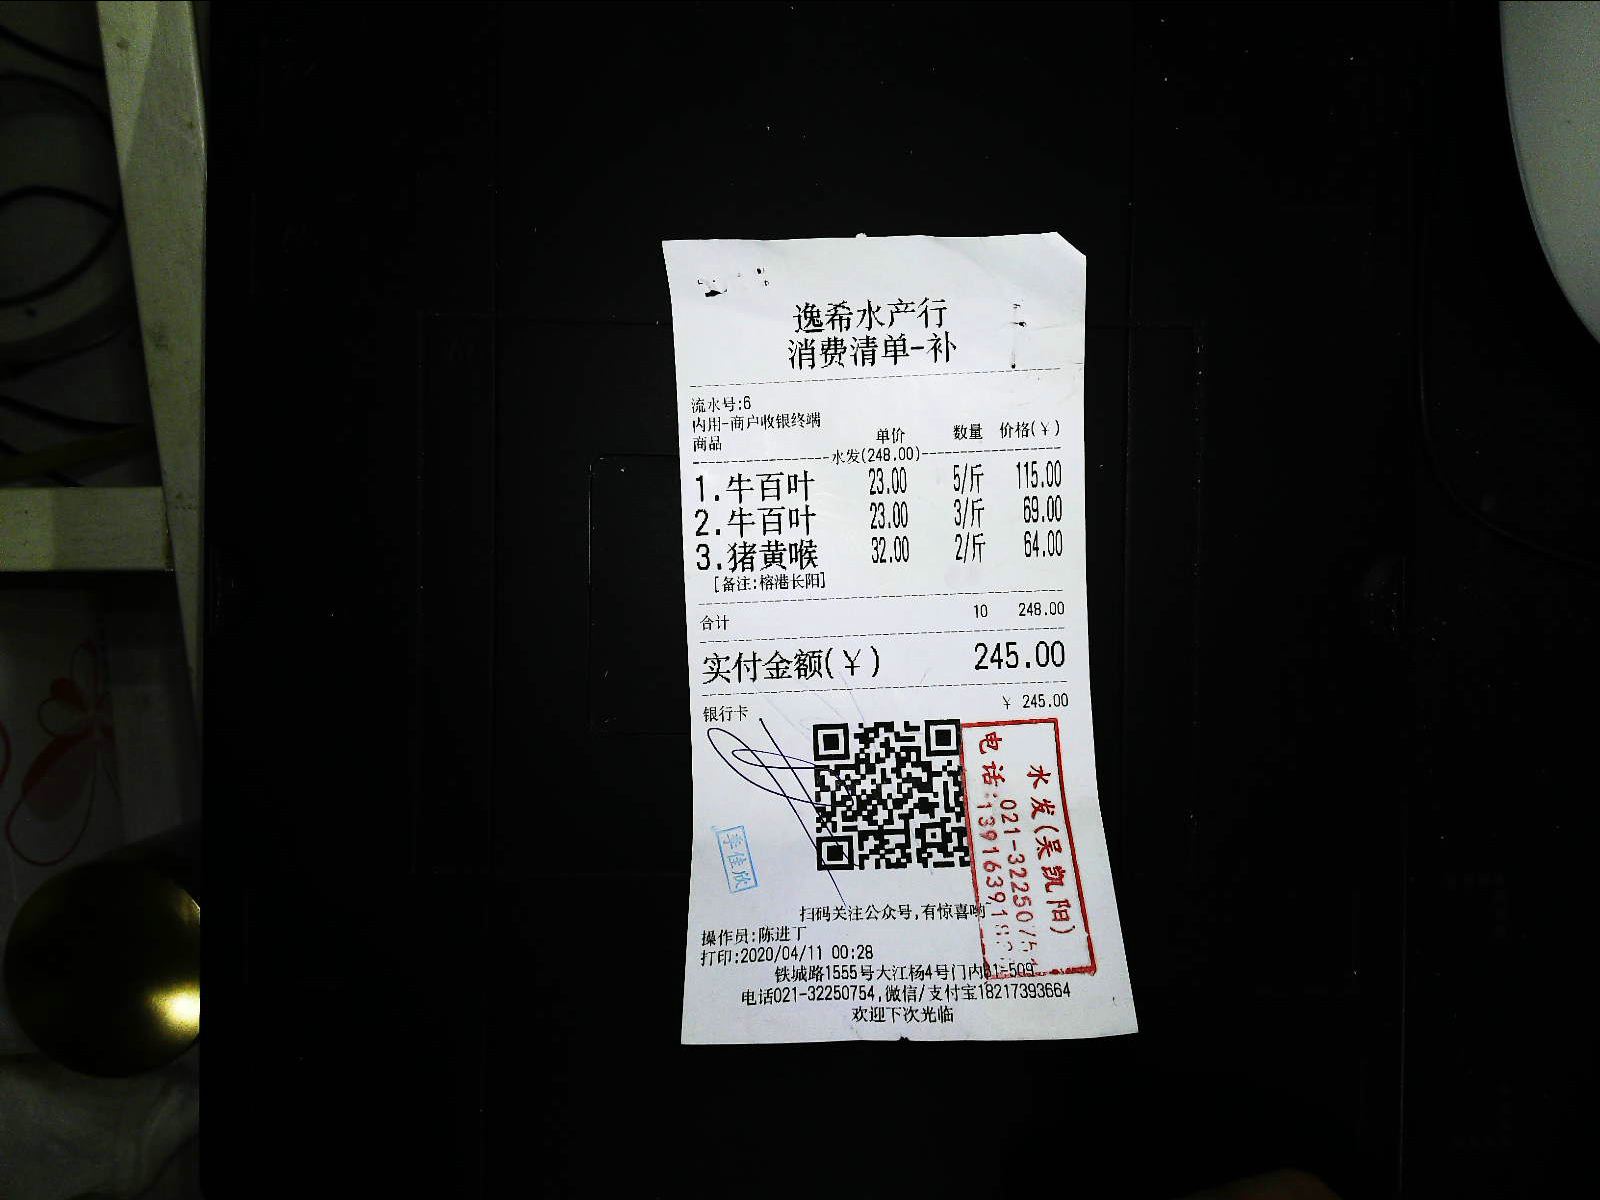 逸希水产行
消费清单-补
流水号:6
内用-商户收银终端
商品 单价 数量 价格(¥)
水发(248.00)
1.牛百叶 23.00 5/斤 115.00
2.牛百叶 23.00 3/斤 69.00
3.猪黄喉 32.00 2/斤 64.00
[备注:榕港长阳]
合计 10 248.00
实付金额(¥) 245.00
银行卡 ¥ 245.00
水发(吴凯阳)
电话:021-32250754
李佳欣
扫码关注公众号,有惊喜哟~
操作员:陈进丁
打印:2020/04/11 00:28
铁城路1555号大江杨4号门内B1-509
电话021-32250754,微信/支付宝18217393664
欢迎下次光临